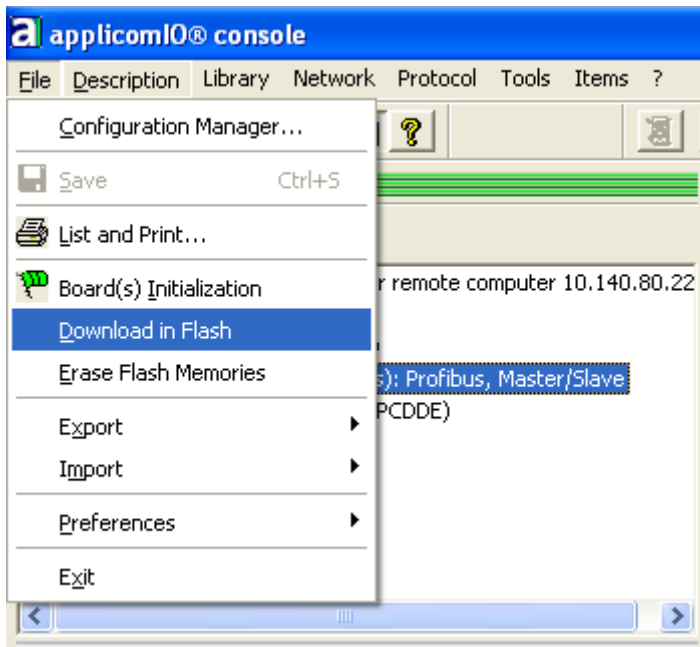 a applicomIO® console
File Description Library Network Protocol Tools Items ?
Configuration Manager...
Save Ctrl+S
List and Print...
r remote computer 10.140.80.22
Board(s) Initialization
Download in Flash
Erase Flash Memories
s): Profibus, Master/Slave
PCDDE)
Export
Import
Preferences
Exit